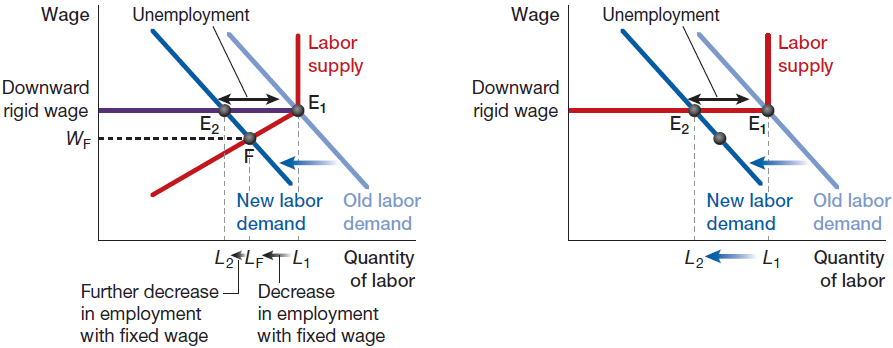 Wage
Unemployment
Labor
supply
Downward
rigid wage
E1
E2
WF
F
New labor
demand
Old labor
demand
L2
LF
L1
Quantity
of labor
Further decrease
in employment
with fixed wage
Decrease
in employment
with fixed wage
Wage
Unemployment
Labor
supply
Downward
rigid wage
E2
E1
New labor
demand
Old labor
demand
L2
L1
Quantity
of labor